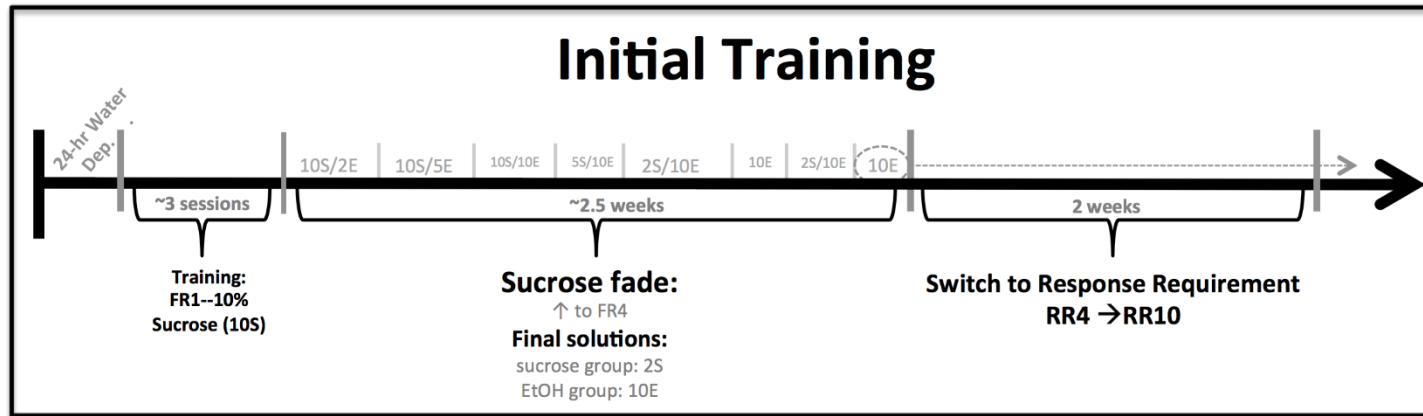 Initial Training
24-hr Water
Dep. .
10S/2E
10S/5E
10S/10E
5S/10E
2S/10E
10E
2S/10E
10E
~3 sessions
~2.5 weeks
2 weeks
Training:
FR1--10%
Sucrose (10S)
Sucrose fade:
↑ to FR4
Final solutions:
sucrose group: 2S
EtOH group: 10E
Switch to Response Requirement
RR4 →RR10